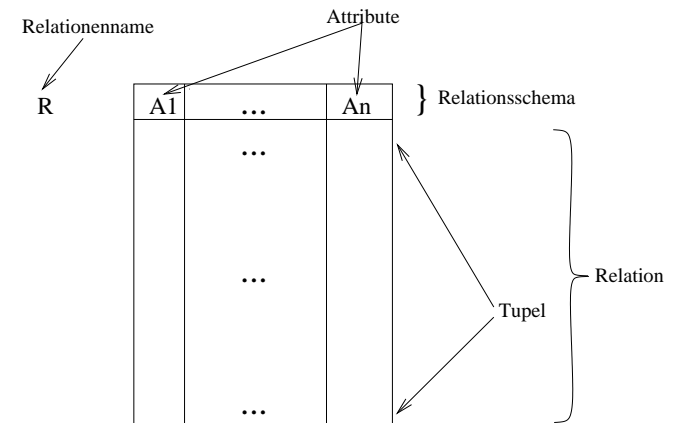 Attribute
Relationenname
R
A1 ... An
} Relationsschema
...
...
Relation
Tupel
...